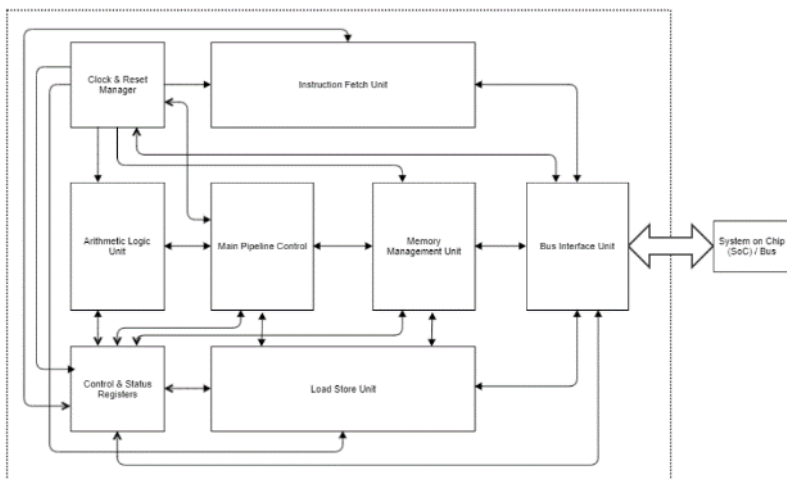 Clock & Reset
Manager
Instruction Fetch Unit
Arithmetic Logic
Unit
Main Pipeline Control
Memory
Management Unit
Bus Interface Unit
System on Chip
(SoC) / Bus
Control & Status
Registers
Load Store Unit